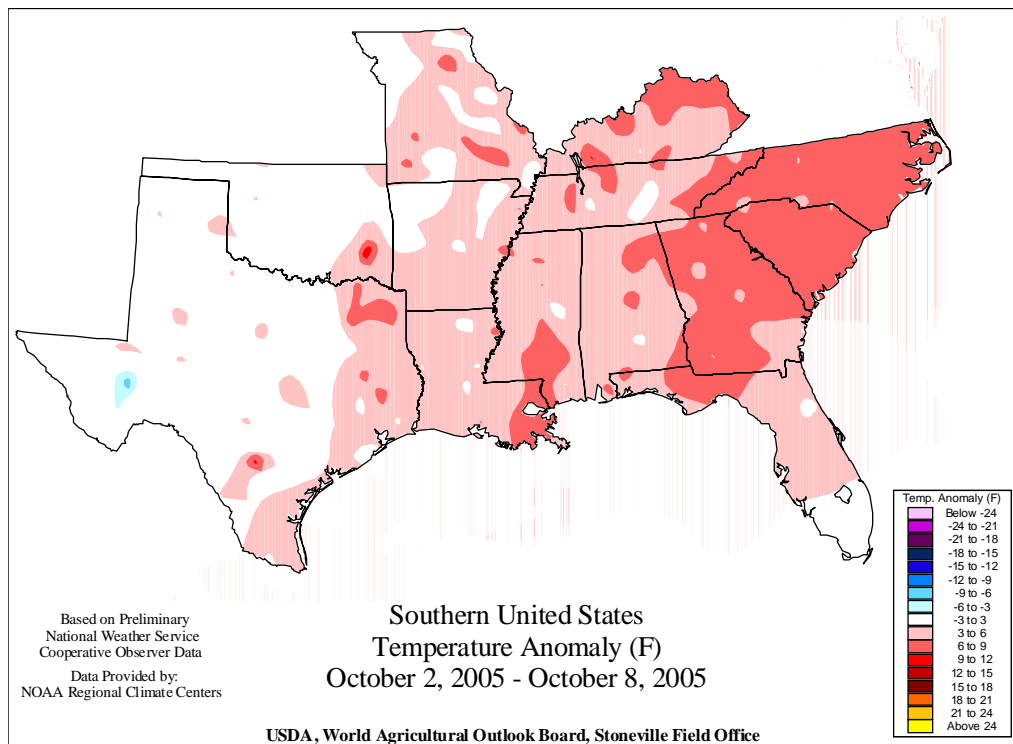 Temp. Anomaly (F)
Below -24
-24 to -21
-21 to -18
-18 to -15
-15 to -12
-12 to -9
-9 to -6
-6 to -3
-3 to 3
3 to 6
6 to 9
9 to 12
12 to 15
15 to 18
18 to 21
21 to 24
Above 24
Based on Preliminary
National Weather Service
Cooperative Observer Data
Data Provided by:
NOAA Regional Climate Centers
Southern United States
Temperature Anomaly (F)
October 2, 2005 - October 8, 2005
USDA, World Agricultural Outlook Board, Stoneville Field Office